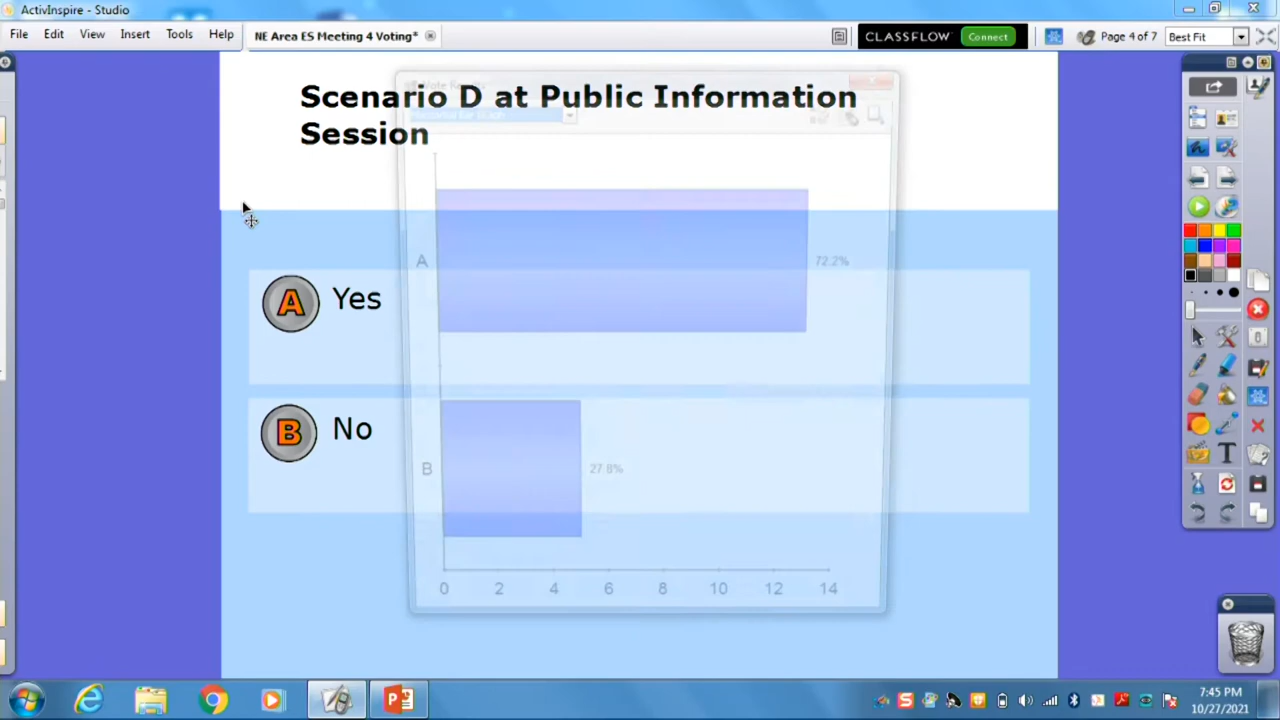 ActivInspire - Studio
File Edit View Insert Tools Help
NE Area ES Meeting 4 Voting*
CLASSFLOW Connect
Page 4 of 7
Best Fit
Scenario D at Public Information
Session
A
72.2%
A Yes
B No
B
27.8%
0 2 4 6 8 10 12 14
7:45 PM
10/27/2021